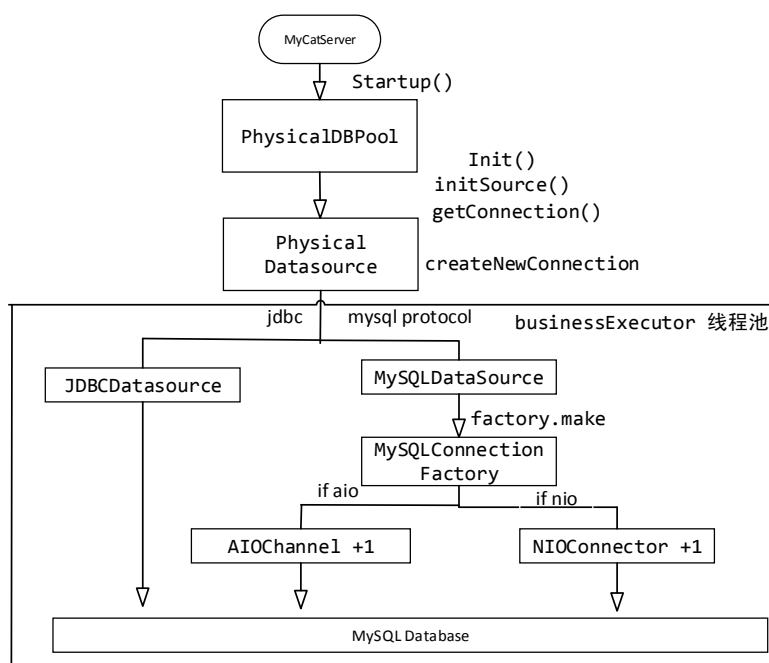 MyCatServer
Startup()
PhysicalDBPool
Init()
initSource()
getConnection()
Physical
Datasource
createNewConnection
jdbc
mysql protocol
businessExecutor 线程池
JDBCDatasource
MySQLDataSource
factory.make
MySQLConnection
Factory
if aio
if nio
AIOChannel +1
NIOConnector +1
MySQL Database